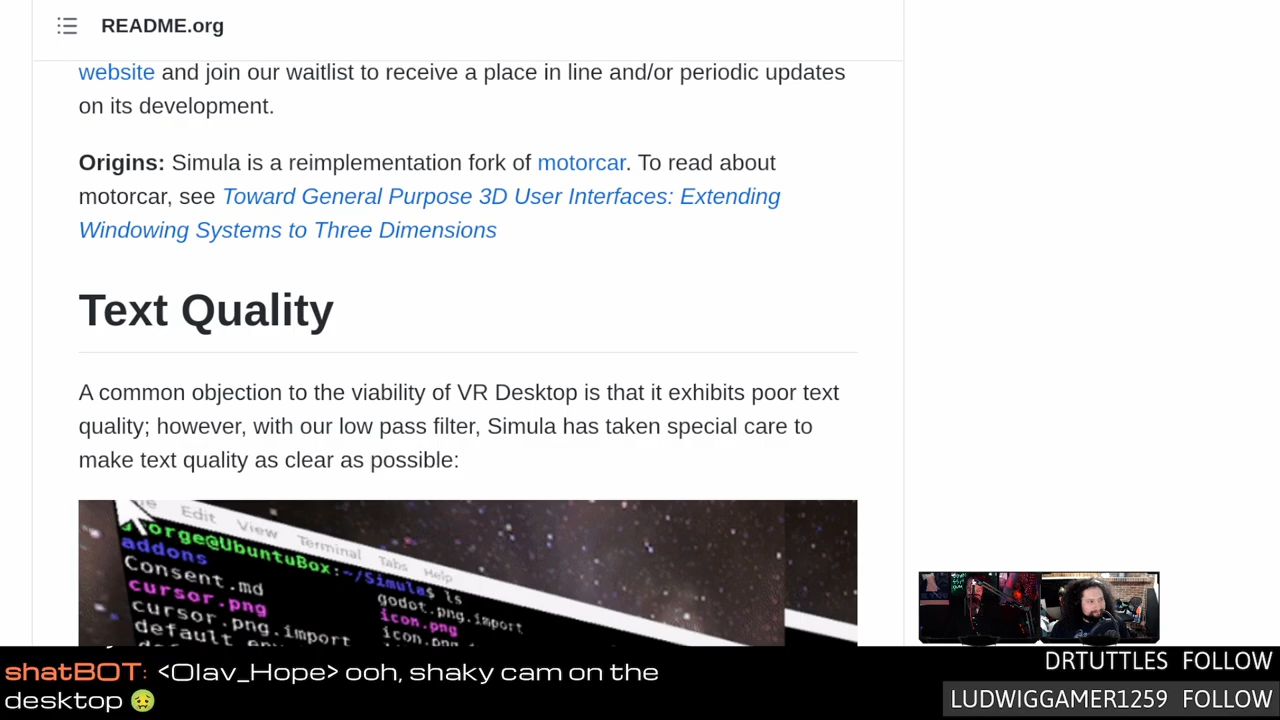 README.org
website and join our waitlist to receive a place in line and/or periodic updates
on its development.
Origins: Simula is a reimplementation fork of motorcar. To read about
motorcar, see Toward General Purpose 3D User Interfaces: Extending
Windowing Systems to Three Dimensions
Text Quality
A common objection to the viability of VR Desktop is that it exhibits poor text
quality; however, with our low pass filter, Simula has taken special care to
make text quality as clear as possible:
Edit View Terminal Tabs Help
george@UbuntuBox:~/Simula$ ls
addons
Consent.md
godot.png.import
cursor.png
icon.png
cursor.png.import
shatBOT: <Olav_Hope> ooh, shaky cam on the
desktop 🤢
DRTUTTLES FOLLOW
LUDWIGGAMER1259 FOLLOW